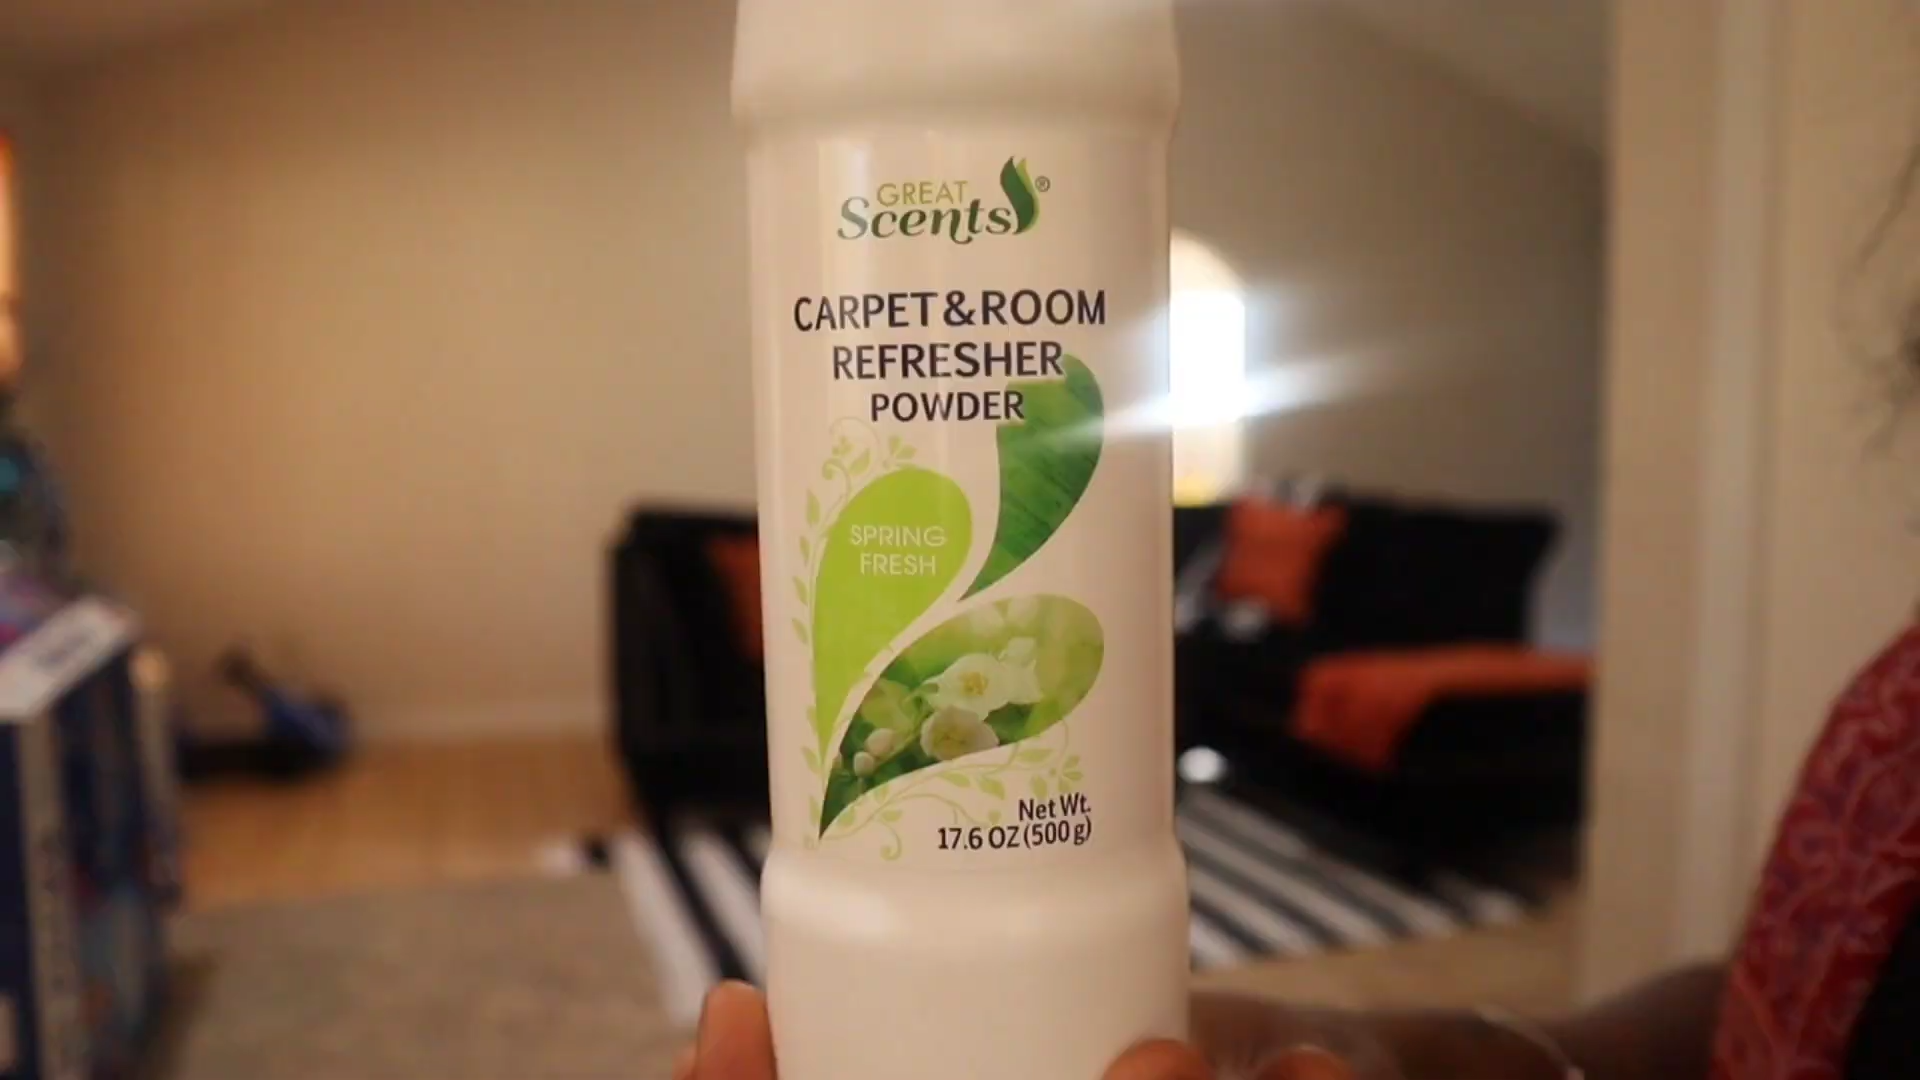 GREAT
Scents®
CARPET & ROOM
REFRESHER
POWDER
SPRING
FRESH
Net Wt.
17.6 OZ (500 g)